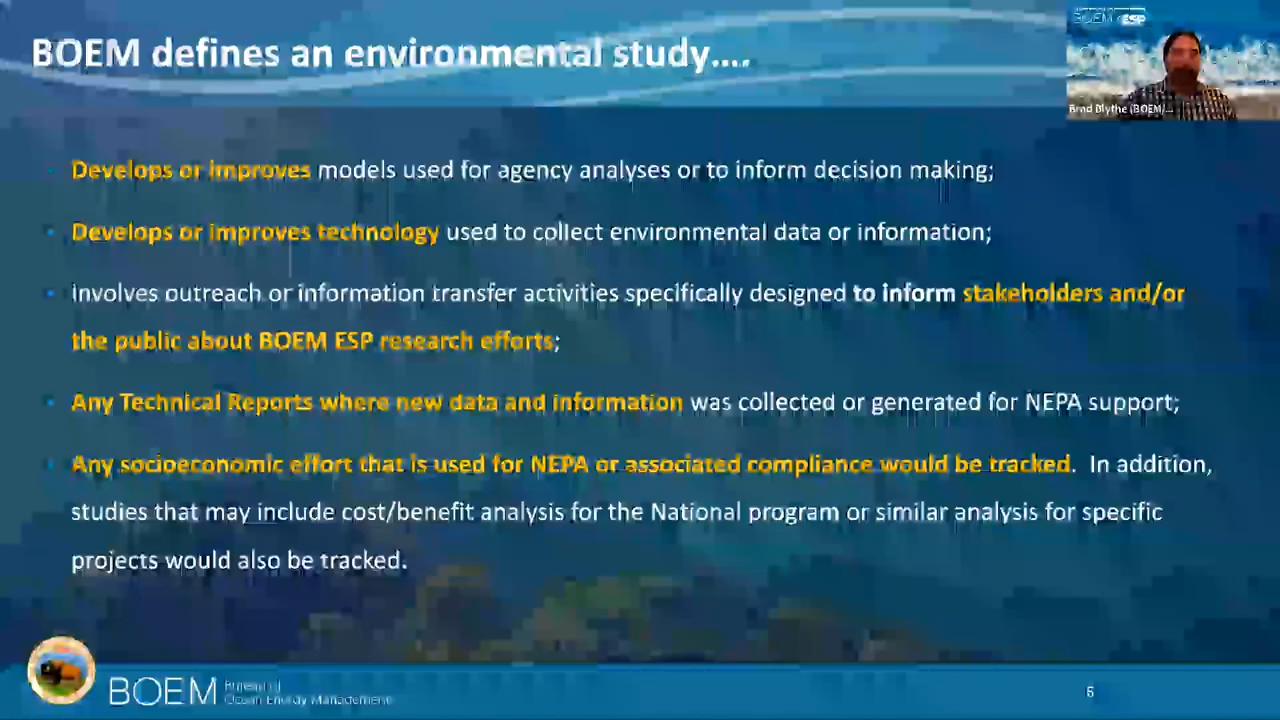 BOEM ESP
BOEM defines an environmental study....
Brad Blythe (BOEM)...
Develops or improves models used for agency analyses or to inform decision making;
Develops or improves technology used to collect environmental data or information;
Involves outreach or information transfer activities specifically designed to inform stakeholders and/or
the public about BOEM ESP research efforts;
Any Technical Reports where new data and information was collected or generated for NEPA support;
Any socioeconomic effort that is used for NEPA or associated compliance would be tracked. In addition,
studies that may include cost/benefit analysis for the National program or similar analysis for specific
projects would also be tracked.
BOEM
Bureau of
Ocean Energy Management
6